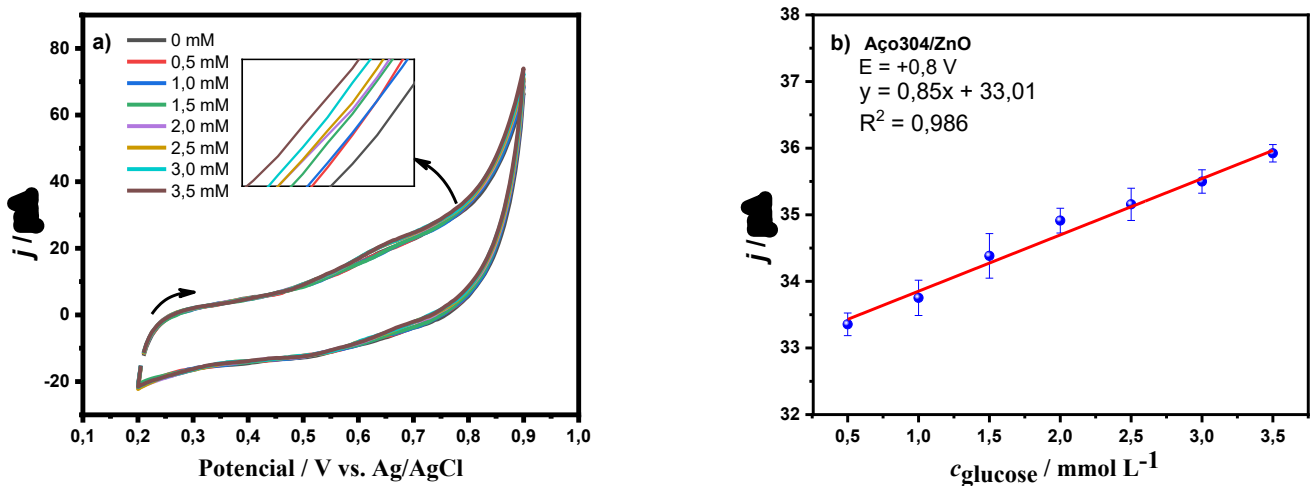 a)
0 mM
0,5 mM
1,0 mM
1,5 mM
2,0 mM
2,5 mM
3,0 mM
3,5 mM
80
60
40
20
0
-20
j /
0,1 0,2 0,3 0,4 0,5 0,6 0,7 0,8 0,9 1,0
Potencial / V vs. Ag/AgCl
b) Aço304/ZnO
E = +0,8 V
y = 0,85x + 33,01
R² = 0,986
38
37
36
35
34
33
32
j /
0,5 1,0 1,5 2,0 2,5 3,0 3,5
c glucose / mmol L⁻¹